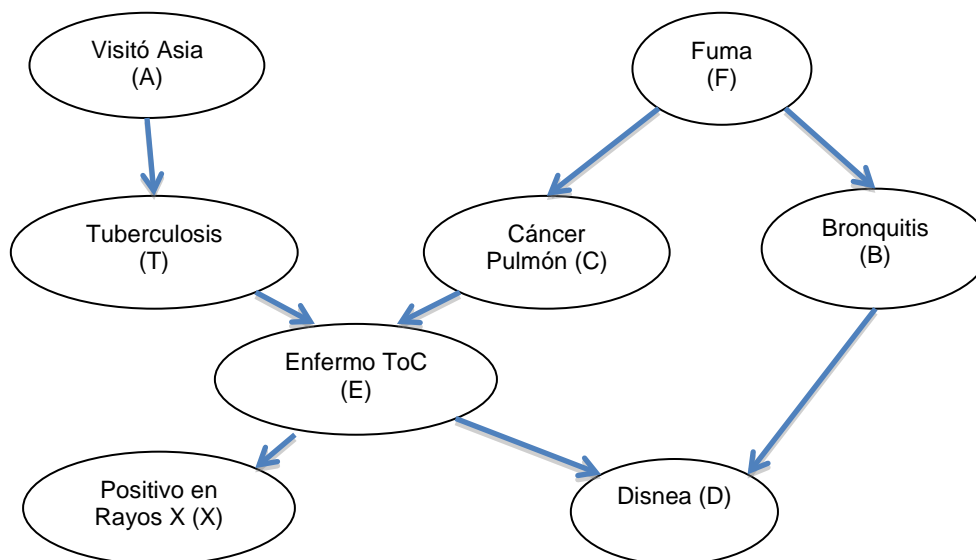 Visitó Asia
(A)
Fuma
(F)
Tuberculosis
(T)
Cáncer
Pulmón (C)
Bronquitis
(B)
Enfermo ToC
(E)
Positivo en
Rayos X (X)
Disnea (D)